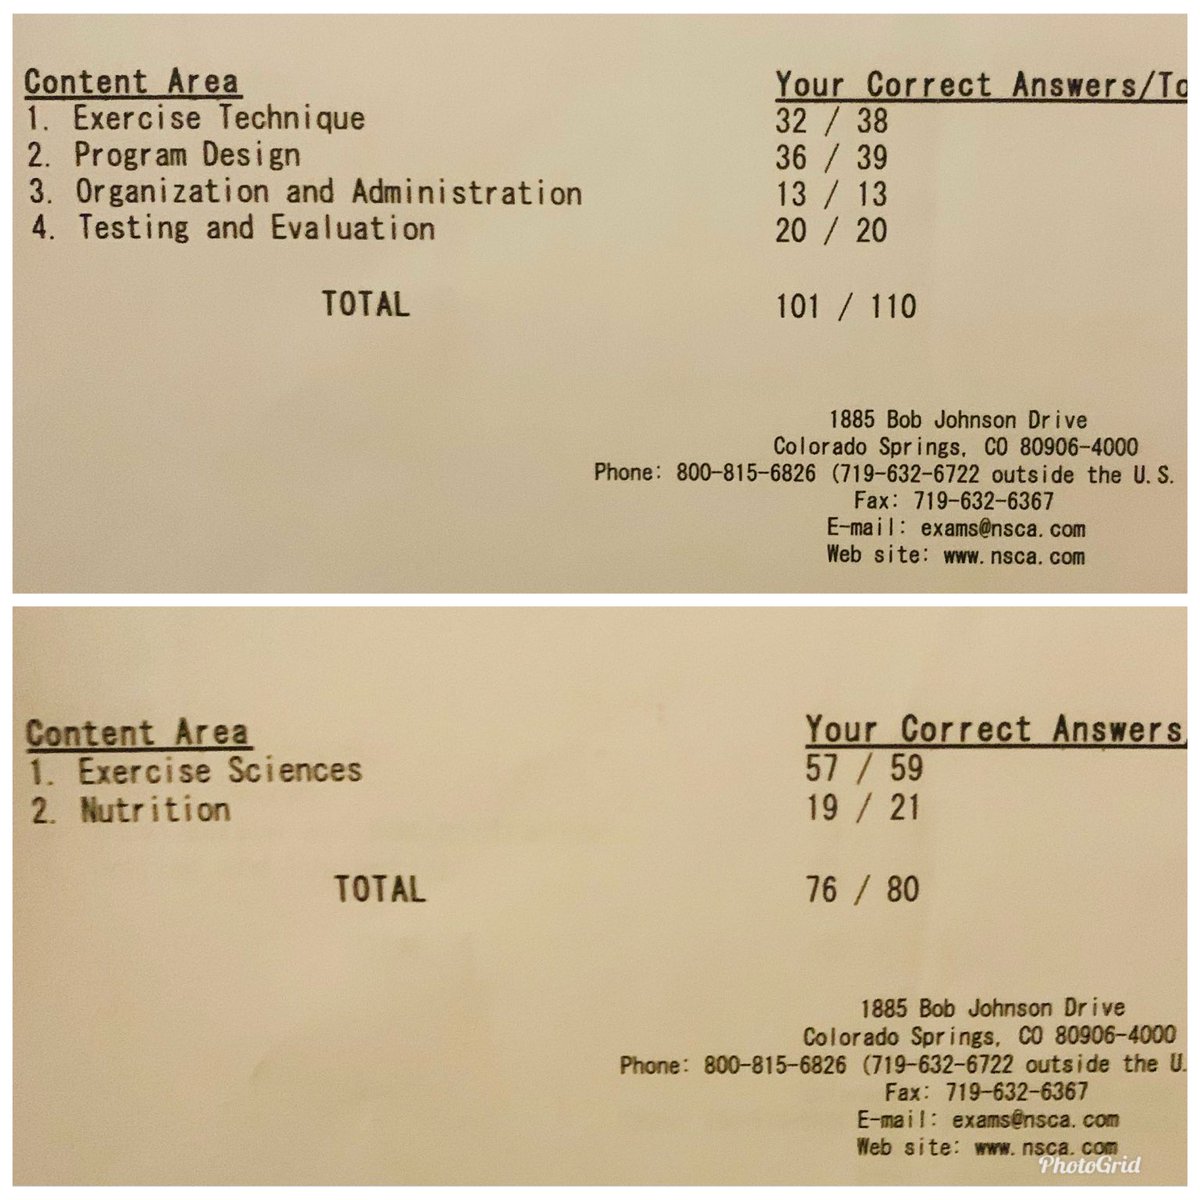 Content Area Your Correct Answers/To
1. Exercise Technique 32 / 38
2. Program Design 36 / 39
3. Organization and Administration 13 / 13
4. Testing and Evaluation 20 / 20
TOTAL 101 / 110
1885 Bob Johnson Drive
Colorado Springs, CO 80906-4000
Phone: 800-815-6826 (719-632-6722 outside the U.S.
Fax: 719-632-6367
E-mail: exams@nsca.com
Web site: www.nsca.com
Content Area Your Correct Answers/
1. Exercise Sciences 57 / 59
2. Nutrition 19 / 21
TOTAL 76 / 80
1885 Bob Johnson Drive
Colorado Springs, CO 80906-4000
Phone: 800-815-6826 (719-632-6722 outside the U.
Fax: 719-632-6367
E-mail: exams@nsca.com
Web site: www.nsca.com
PhotoGrid